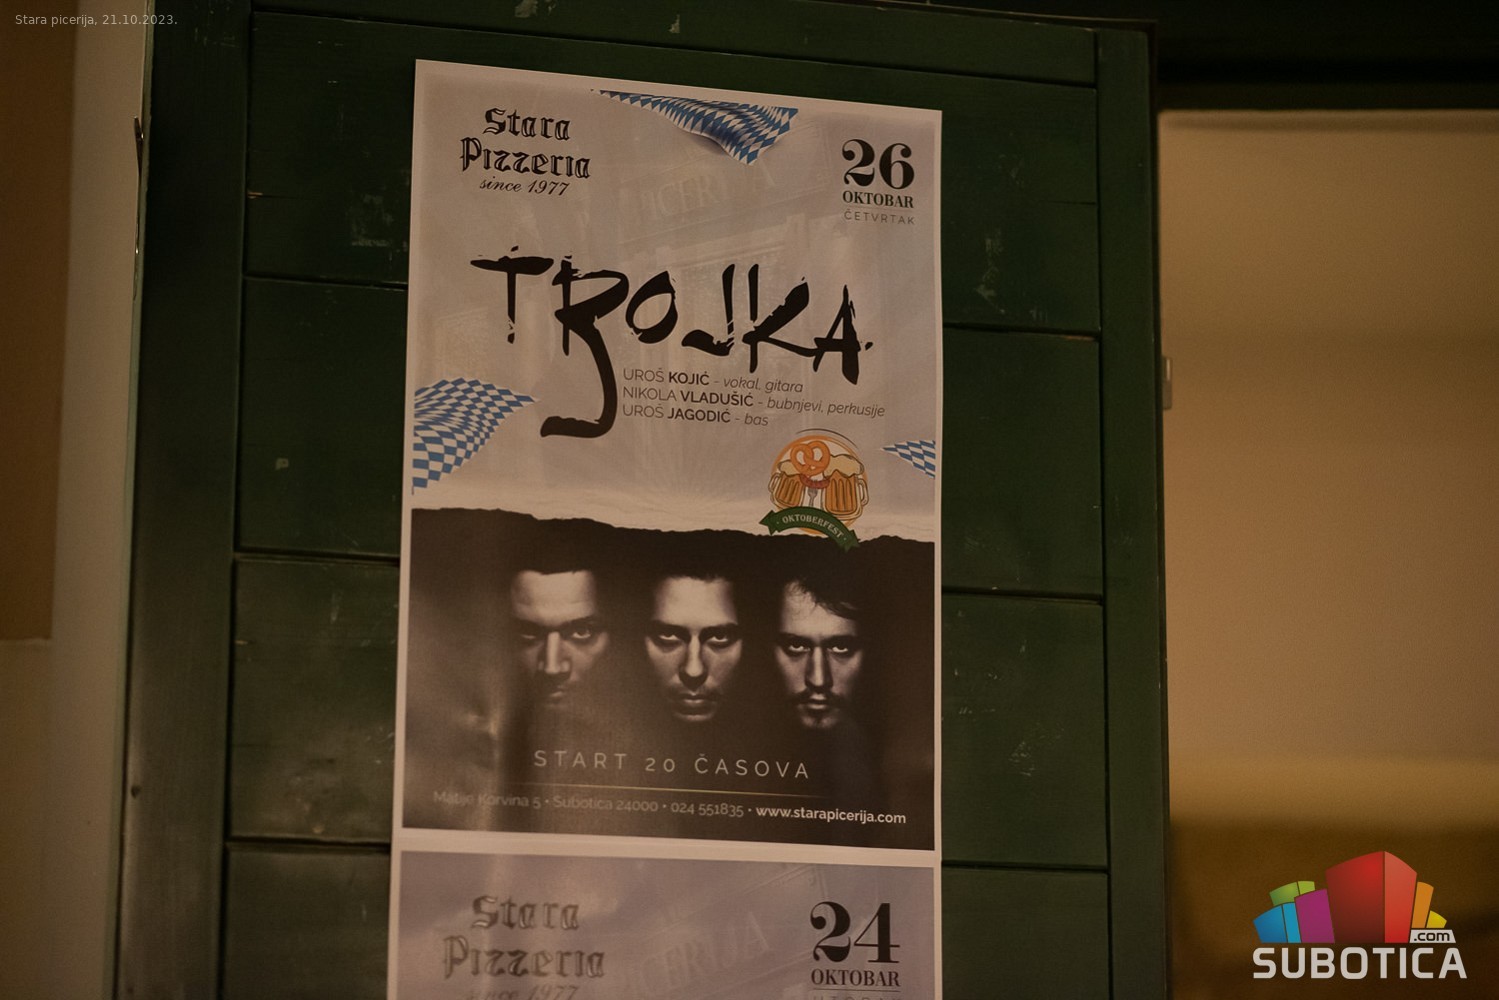 Stara picerija, 21.10.2023.
Stara
Pizzeria
since 1977
26
OKTOBAR
ČETVRTAK
TROJKA
UROŠ KOJIĆ - vokal, gitara
NIKOLA VLADUŠIĆ - bubnjevi, perkusije
UROŠ JAGODIĆ - bas
• OKTOBERFEST •
START 20 ČASOVA
Matije Korvina 5 • Subotica 24000 • 024 551835 • www.starapicerija.com
Stara
Pizzeria
since 1977
24
OKTOBAR
.com
SUBOTICA